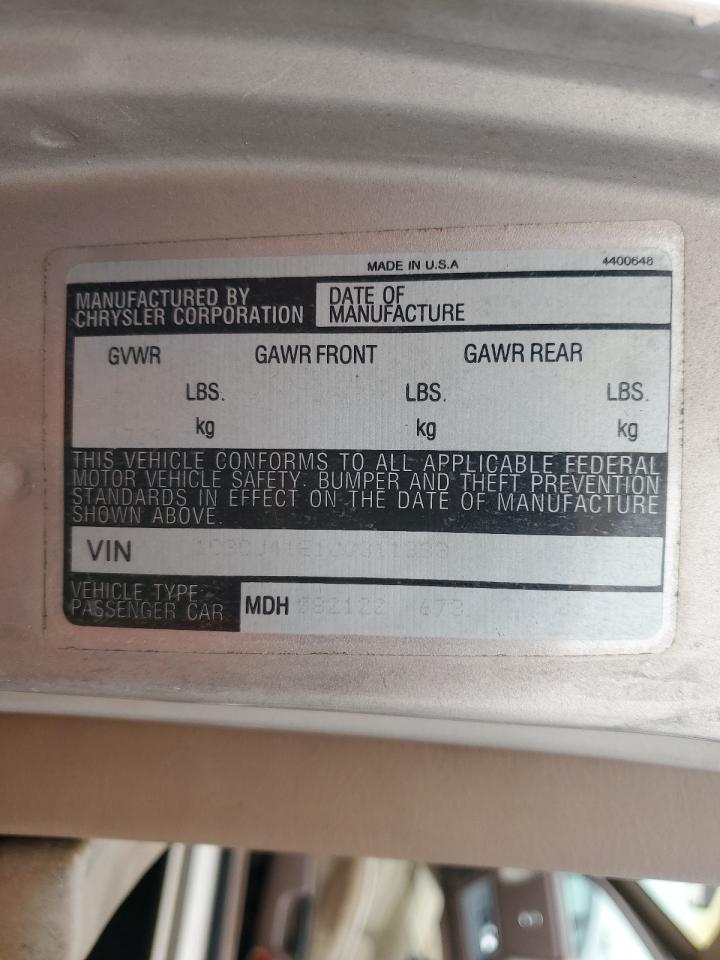 MADE IN U.S.A 4400648
MANUFACTURED BY
CHRYSLER CORPORATION
DATE OF
MANUFACTURE
GVWR GAWR FRONT GAWR REAR
LBS. LBS. LBS.
kg kg kg
THIS VEHICLE CONFORMS TO ALL APPLICABLE FEDERAL
MOTOR VEHICLE SAFETY. BUMPER AND THEFT PREVENTION
STANDARDS IN EFFECT ON THE DATE OF MANUFACTURE
SHOWN ABOVE.
VIN
VEHICLE TYPE:
PASSENGER CAR
MDH 082122 673